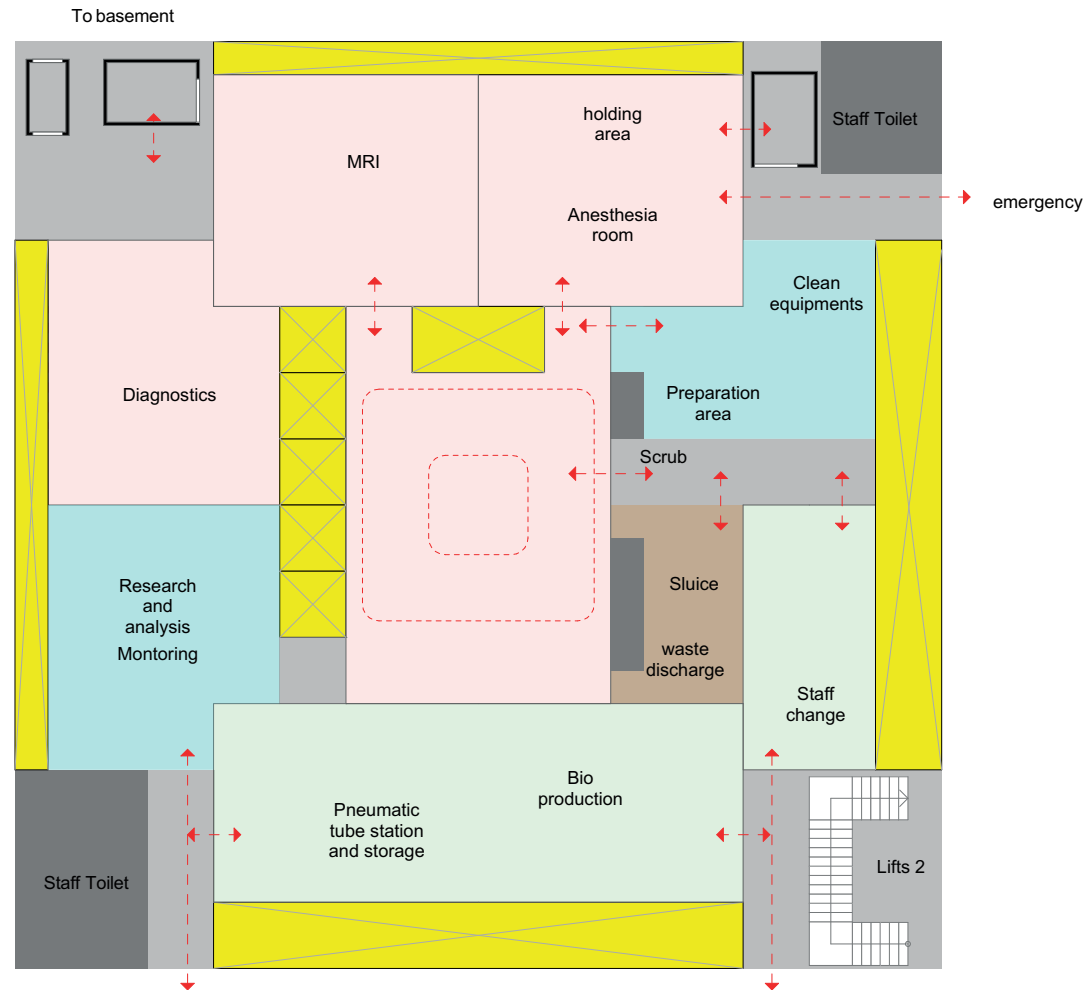 To basement
holding
area
Staff Toilet
MRI
emergency
Anesthesia
room
Clean
equipments
Diagnostics
Preparation
area
Scrub
Research
and
analysis
Montoring
Sluice
waste
discharge
Staff
change
Bio
production
Pneumatic
tube station
and storage
Staff Toilet
Lifts 2